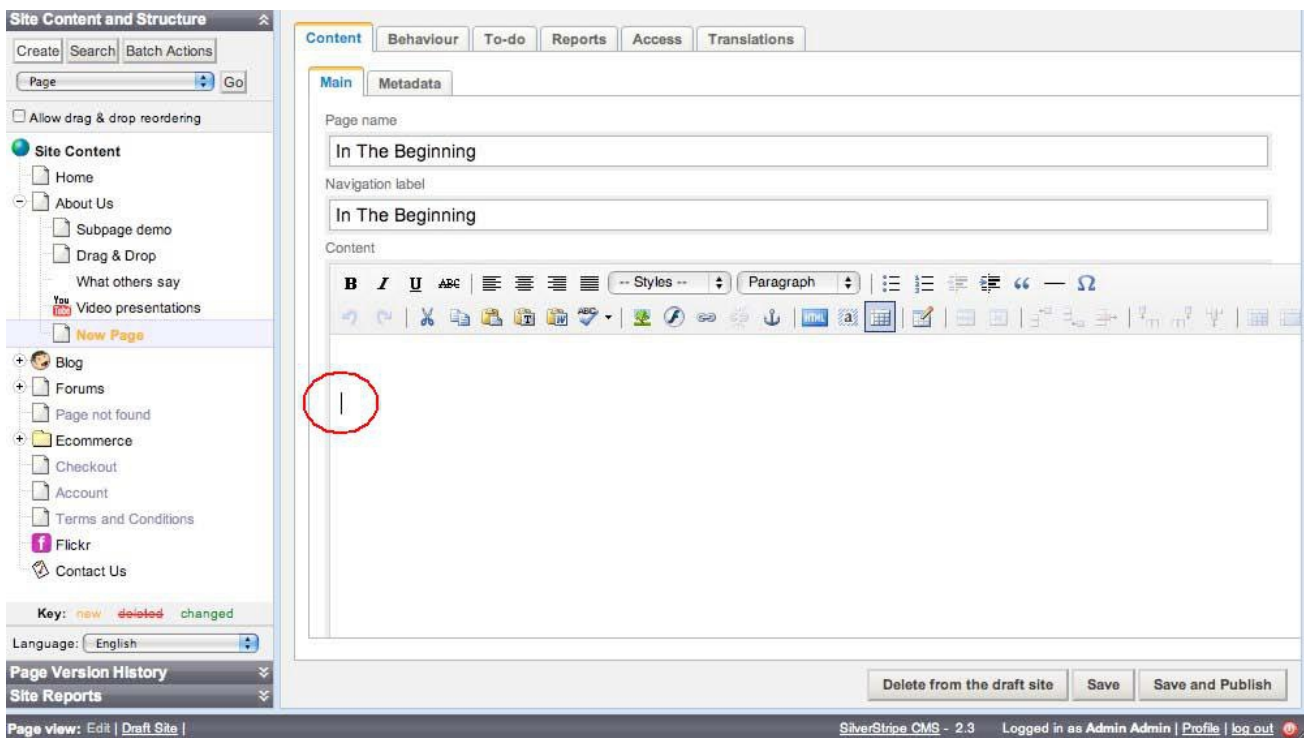 Site Content and Structure
Create Search Batch Actions
Page Go
Allow drag & drop reordering
Site Content
Home
About Us
Subpage demo
Drag & Drop
What others say
You Tube Video presentations
New Page
Blog
Forums
Page not found
Ecommerce
Checkout
Account
Terms and Conditions
f Flickr
Contact Us
Key: new deleted changed
Language: English
Page Version History
Site Reports
Content Behaviour To-do Reports Access Translations
Main Metadata
Page name
In The Beginning
Navigation label
In The Beginning
Content
B I U ABC -- Styles -- Paragraph “ — Ω
HTML
Delete from the draft site Save Save and Publish
Page view: Edit | Draft Site |
SilverStripe CMS - 2.3 Logged in as Admin Admin | Profile | log out